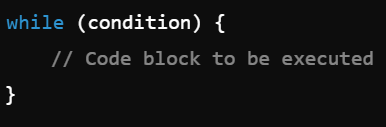 while (condition) {
    // Code block to be executed
}